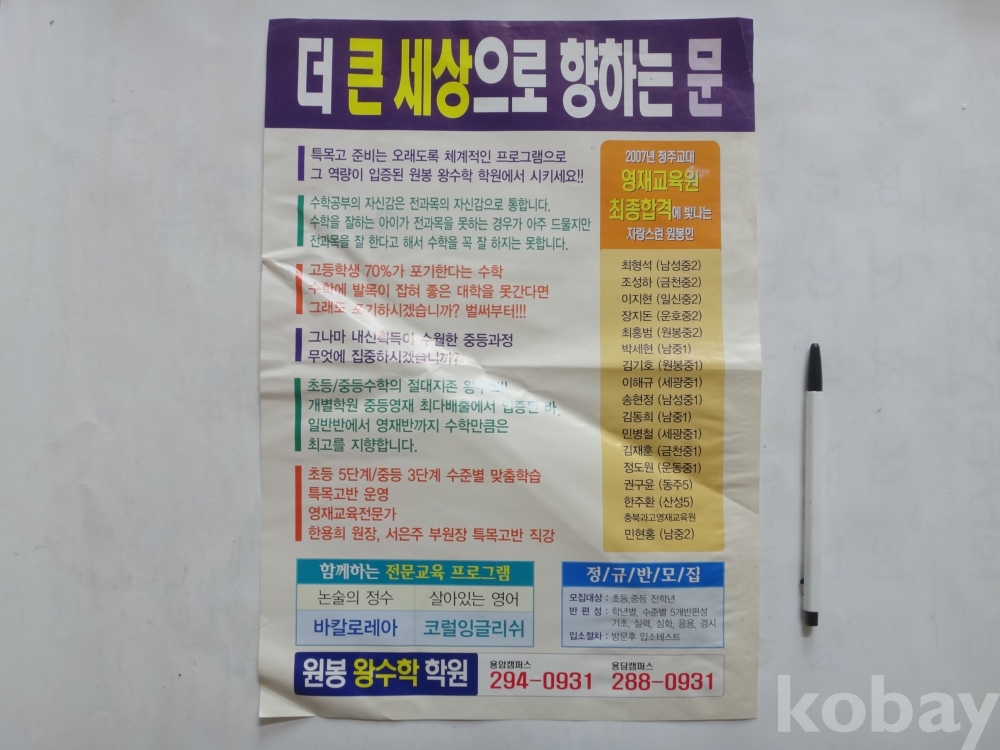 더 큰 세상으로 향하는 문
특목고 준비는 오래도록 체계적인 프로그램으로
그 역량이 입증된 원봉 왕수학 학원에서 시키세요!!
수학공부의 자신감은 전과목의 자신감으로 통합니다.
수학을 잘하는 아이가 전과목을 못하는 경우가 아주 드물지만
전과목을 잘 한다고 해서 수학을 꼭 잘 하지는 못합니다.
고등학생 70%가 포기한다는 수학
수학에 발목이 잡혀 좋은 대학을 못간다면
그래도 포기하시겠습니까? 벌써부터!!!
그나마 내신획득이 수월한 중등과정
무엇에 집중하시겠습니까?
초등/중등수학의 절대지존
개별학원 중등영재 최다배출에서 입증된 바,
일반반에서 영재반까지 수학만큼은
최고를 지향합니다.
초등 5단계/중등 3단계 수준별 맞춤학습
특목고반 운영
영재교육전문가
한용희 원장, 서은주 부원장 특목고반 직강
2007년 청주교대
영재교육원
최종합격에 빛나는
자랑스런 원봉인
최형석 (남성중2)
조성하 (금천중2)
이지현 (일신중2)
장지돈 (운호중2)
최홍범 (원봉중2)
박세현 (남중1)
김기호 (원봉중1)
이해규 (세광중1)
송현정 (남성중1)
김동희 (남중1)
민병철 (세광중1)
김재훈 (금천중1)
정도원 (운동중1)
권구윤 (동주5)
한주환 (산성5)
충북과고영재교육원
민현홍 (남중2)
함께하는 전문교육 프로그램
논술의 정수 살아있는 영어
바칼로레아 코럴잉글리쉬
정/규/반/모/집
모집대상 : 초등,중등 전학년
반 편 성 : 학년별, 수준별 5개반편성
기초, 실력, 심화, 응용, 경시
입소절차 : 방문후 입소테스트
원봉 왕수학 학원
용암캠퍼스
294-0931
용담캠퍼스
288-0931
kobay